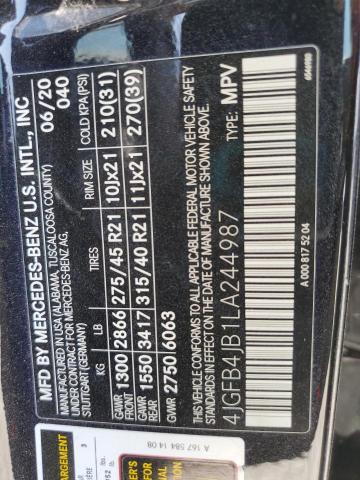 MFG BY MERCEDES-BENZ U.S. INTL., INC
MANUFACTURED IN USA (ALABAMA, TUSCALOOSA COUNTY)
UNDER CONTRACT FOR MERCEDES-BENZ AG,
STUTTGART (GERMANY)
06/20
040
KG LB TIRES RIM SIZE COLD KPA(PSI)
GAWR FRONT 1300 2866 275/45 R21 10Jx21 210(31)
GAWR REAR 1550 3417 315/40 R21 11Jx21 270(39)
GVWR 2750 6063
THIS VEHICLE CONFORMS TO ALL APPLICABLE FEDERAL MOTOR VEHICLE SAFETY
STANDARDS IN EFFECT ON THE DATE OF MANUFACTURE SHOWN ABOVE.
4JGFB4JB1LA244987
TYPE: MPV
A 000 817 52 04
A 167 584 14 08